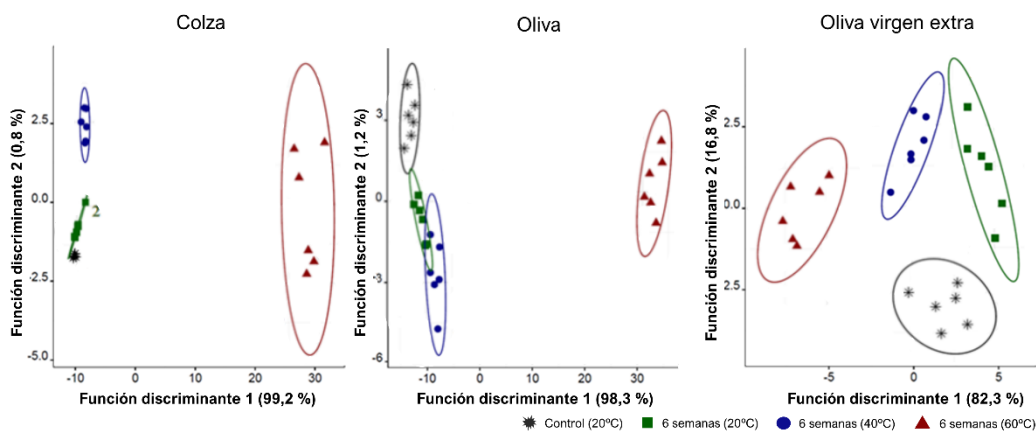 Colza
Oliva
Oliva virgen extra
Función discriminante 2 (0,8 %)
2.5
0.0
-2.5
-5.0
2
-10
0
10
20
30
Función discriminante 1 (99,2 %)
Función discriminante 2 (1,2 %)
3
0
-3
-6
-10
0
10
20
30
Función discriminante 1 (98,3 %)
Función discriminante 2 (16,8 %)
2.5
0.0
2.5
-5
0
5
Función discriminante 1 (82,3 %)
Control (20ºC) 6 semanas (20ºC) 6 semanas (40ºC) 6 semanas (60ºC)